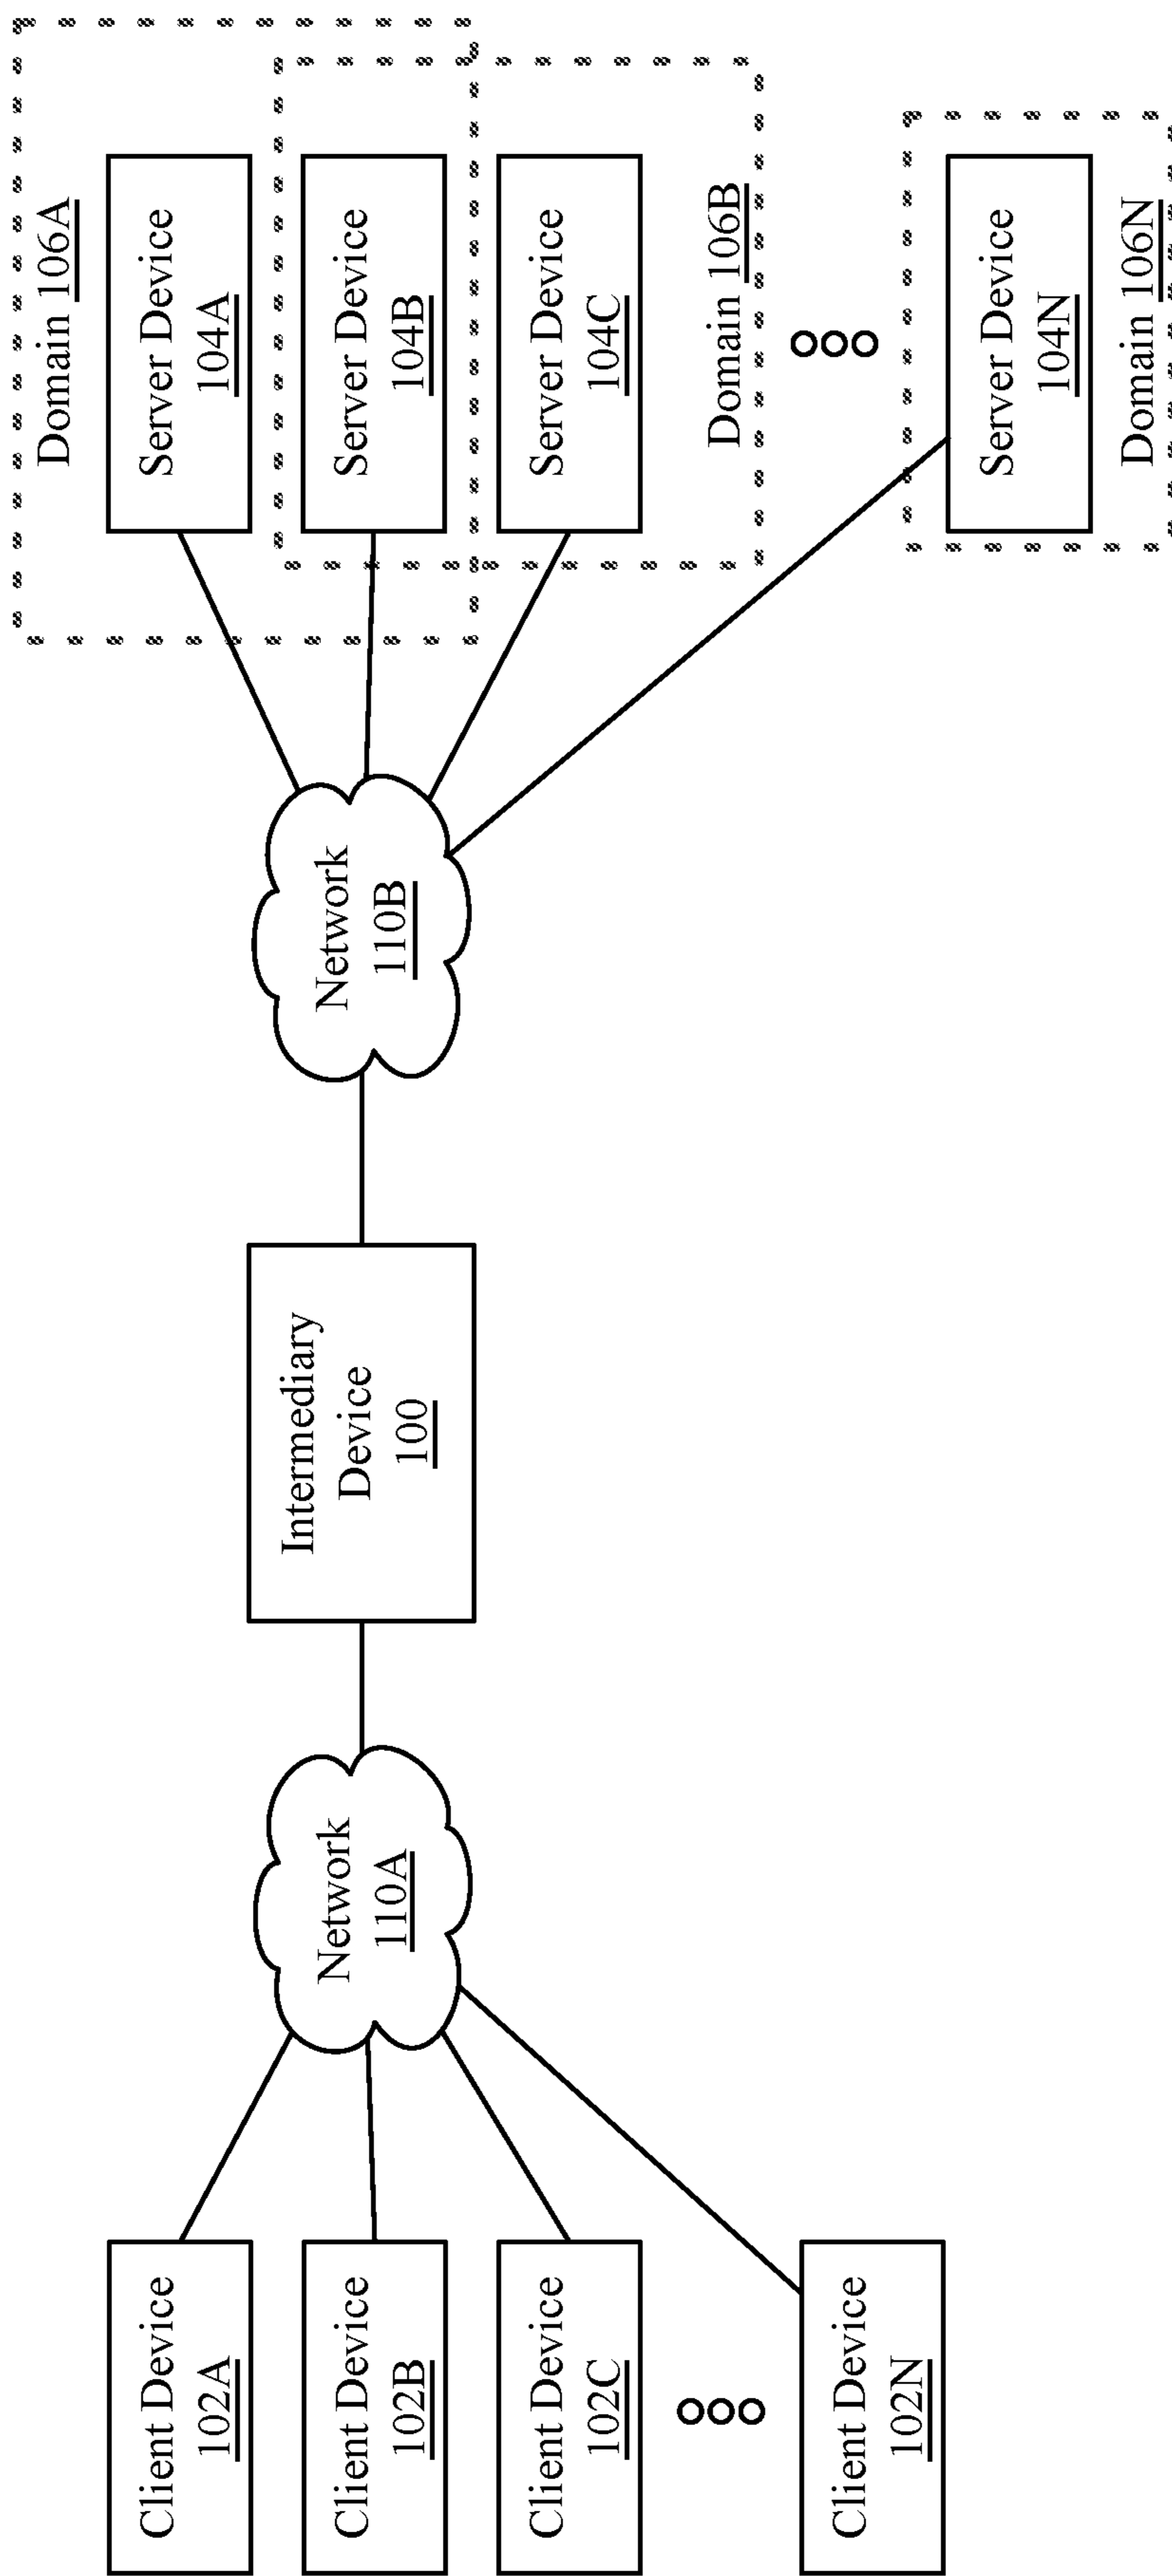 Client Device
102A
Client Device
102B
Client Device
102C
Client Device
102N
Network
110A
Intermediary
Device
100
Network
110B
Domain 106A
Server Device
104A
Server Device
104B
Server Device
104C
Domain 106B
Server Device
104N
Domain 106N